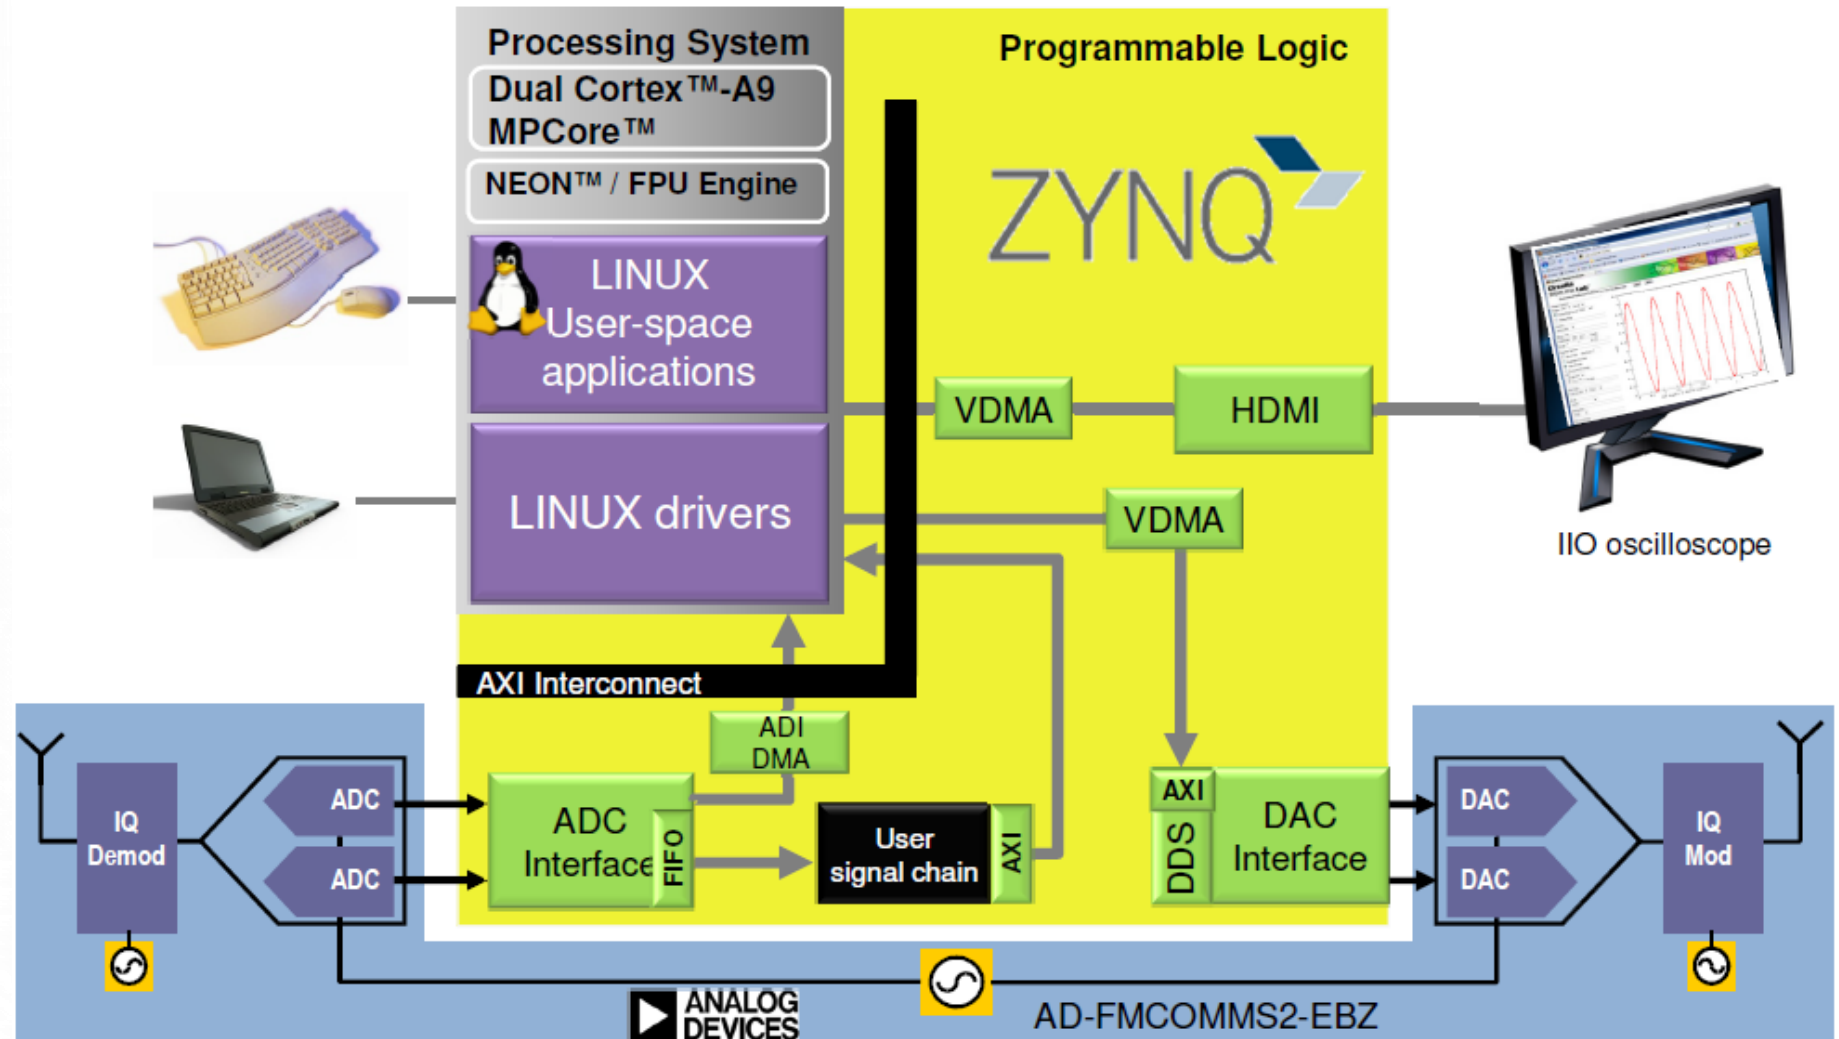 Processing System
Dual Cortex™-A9
MPCore™
NEON™ / FPU Engine
LINUX
User-space
applications
LINUX drivers
Programmable Logic
ZYNQ
VDMA
HDMI
VDMA
IIO oscilloscope
AXI Interconnect
ADI
DMA
IQ
Demod
ADC
ADC
ADC
Interface
FIFO
User
signal chain
AXI
AXI
DDS
DAC
Interface
DAC
DAC
IQ
Mod
ANALOG
DEVICES
AD-FMCOMMS2-EBZ